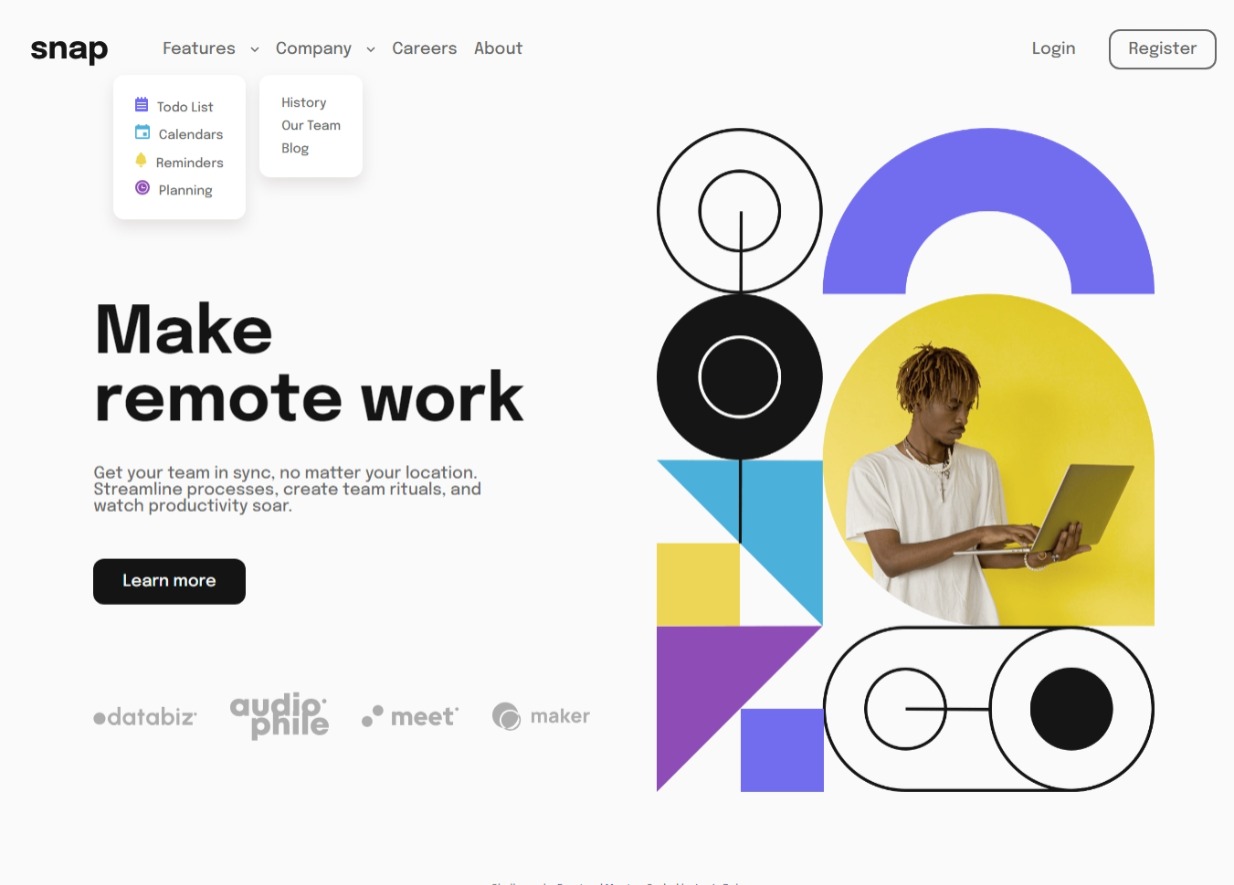 snap Features Company Careers About Login Register
Todo List
Calendars
Reminders
Planning
History
Our Team
Blog
Make
remote work
Get your team in sync, no matter your location.
Streamline processes, create team rituals, and
watch productivity soar.
Learn more
databiz audiophile meet maker